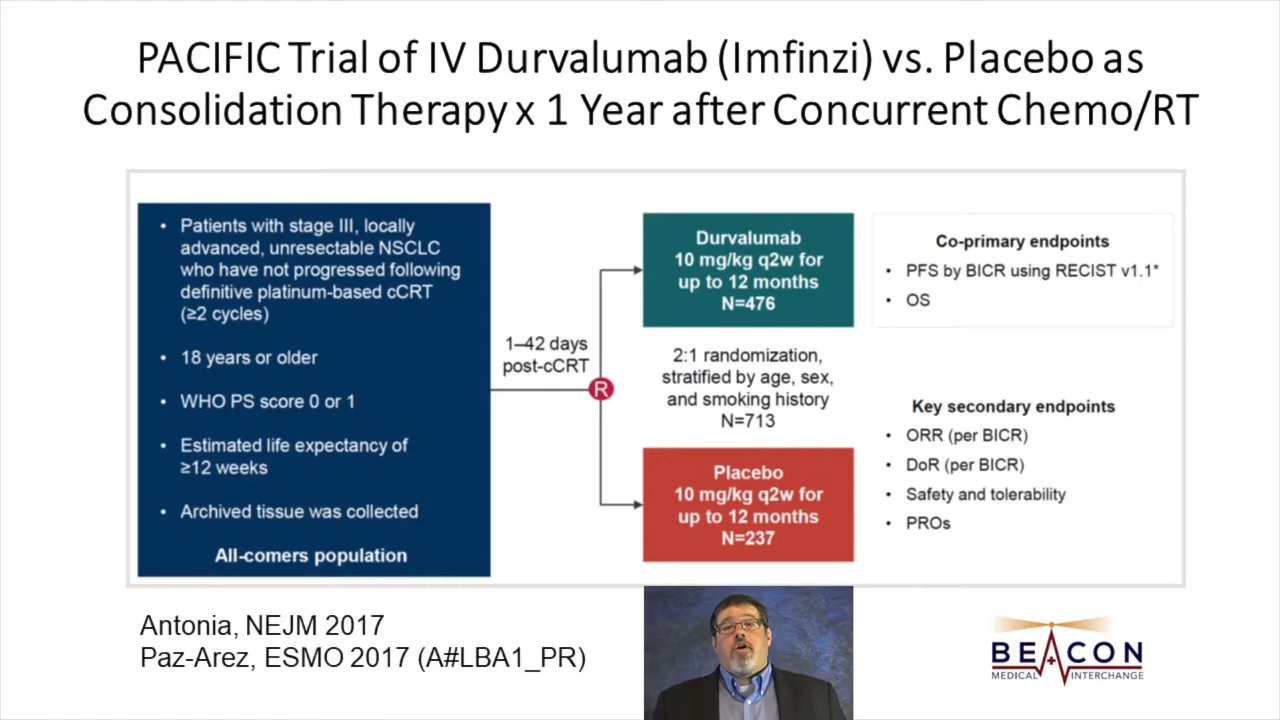 PACIFIC Trial of IV Durvalumab (Imfinzi) vs. Placebo as
Consolidation Therapy x 1 Year after Concurrent Chemo/RT
• Patients with stage III, locally
advanced, unresectable NSCLC
who have not progressed following
definitive platinum-based cCRT
(≥2 cycles)
• 18 years or older
• WHO PS score 0 or 1
• Estimated life expectancy of
≥12 weeks
• Archived tissue was collected
All-comers population
1–42 days
post-cCRT
R
Durvalumab
10 mg/kg q2w for
up to 12 months
N=476
2:1 randomization,
stratified by age, sex,
and smoking history
N=713
Placebo
10 mg/kg q2w for
up to 12 months
N=237
Co-primary endpoints
• PFS by BICR using RECIST v1.1*
• OS
Key secondary endpoints
• ORR (per BICR)
• DoR (per BICR)
• Safety and tolerability
• PROs
Antonia, NEJM 2017
Paz-Arez, ESMO 2017 (A#LBA1_PR)
BEACON
MEDICAL INTERCHANGE